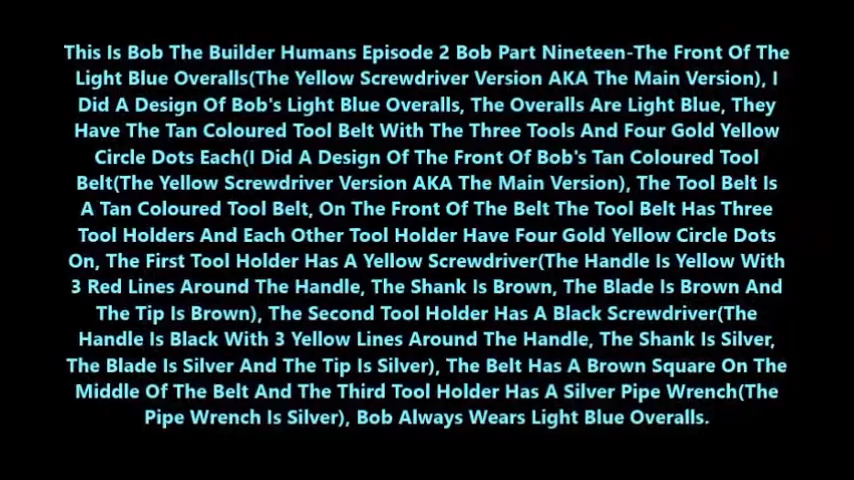 This Is Bob The Builder Humans Episode 2 Bob Part Nineteen-The Front Of The
Light Blue Overalls(The Yellow Screwdriver Version AKA The Main Version), I
Did A Design Of Bob's Light Blue Overalls, The Overalls Are Light Blue, They
Have The Tan Coloured Tool Belt With The Three Tools And Four Gold Yellow
Circle Dots Each(I Did A Design Of The Front Of Bob's Tan Coloured Tool
Belt(The Yellow Screwdriver Version AKA The Main Version), The Tool Belt Is
A Tan Coloured Tool Belt, On The Front Of The Belt The Tool Belt Has Three
Tool Holders And Each Other Tool Holder Have Four Gold Yellow Circle Dots
On, The First Tool Holder Has A Yellow Screwdriver(The Handle Is Yellow With
3 Red Lines Around The Handle, The Shank Is Brown, The Blade Is Brown And
The Tip Is Brown), The Second Tool Holder Has A Black Screwdriver(The
Handle Is Black With 3 Yellow Lines Around The Handle, The Shank Is Silver,
The Blade Is Silver And The Tip Is Silver), The Belt Has A Brown Square On The
Middle Of The Belt And The Third Tool Holder Has A Silver Pipe Wrench(The
Pipe Wrench Is Silver), Bob Always Wears Light Blue Overalls.